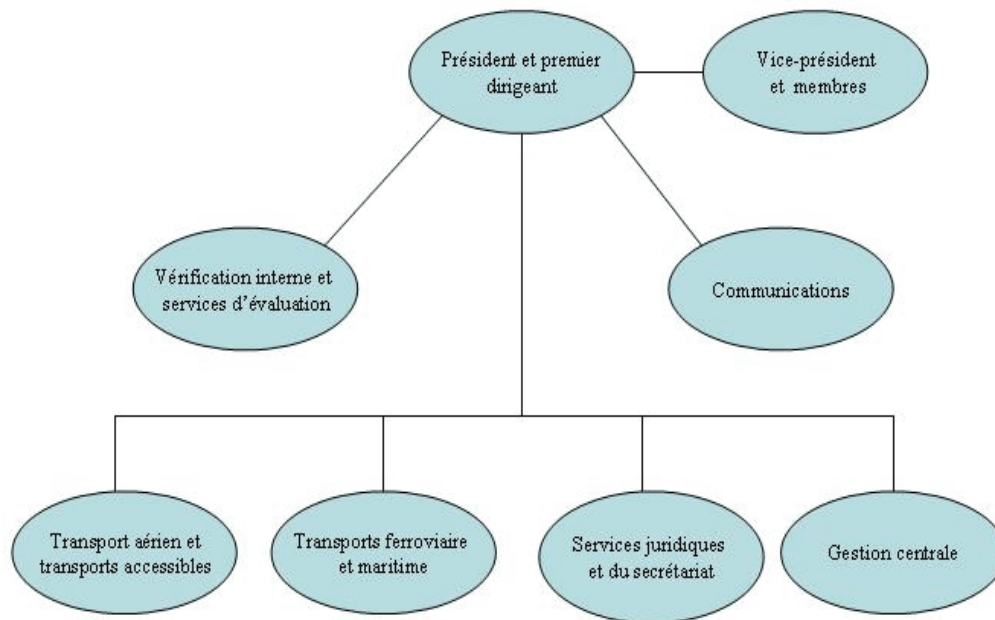 Président et premier
dirigeant
Vice-président
et membres
Vérification interne et
services d'évaluation
Communications
Transport aérien et
transports accessibles
Transports ferroviaire
et maritime
Services juridiques
et du secrétariat
Gestion centrale